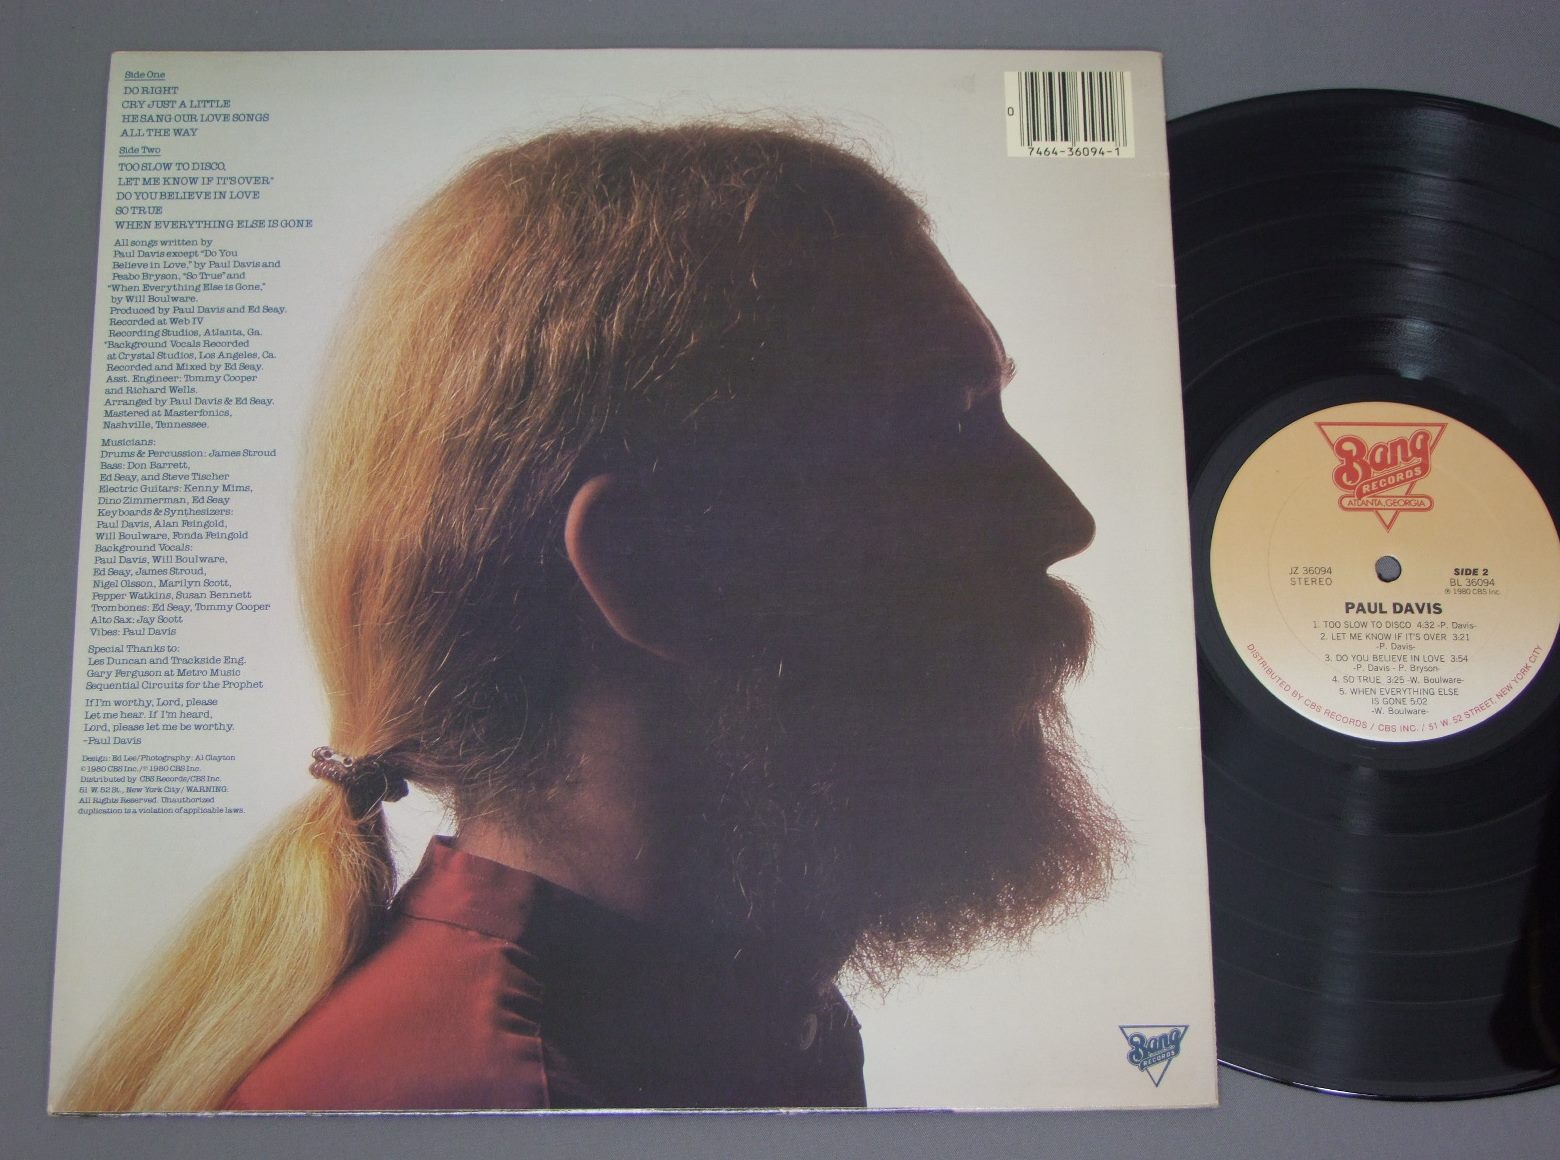 Side One
DO RIGHT
CRY JUST A LITTLE
HE SANG OUR LOVE SONGS
ALL THE WAY
Side Two
TOO SLOW TO DISCO,
LET ME KNOW IF IT'S OVER*
DO YOU BELIEVE IN LOVE
SO TRUE
WHEN EVERYTHING ELSE IS GONE
All songs written by
Paul Davis except "Do You
Believe in Love," by Paul Davis and
Peabo Bryson, "So True" and
"When Everything Else is Gone,"
by Will Boulware.
Produced by Paul Davis and Ed Seay.
Recorded at Web IV
Recording Studios, Atlanta, Ga.
*Background Vocals Recorded
at Crystal Studios, Los Angeles, Ca.
Recorded and Mixed by Ed Seay.
Asst. Engineer: Tommy Cooper
and Richard Wells.
Arranged by Paul Davis & Ed Seay.
Mastered at Masterfonics,
Nashville, Tennessee.
Musicians:
Drums & Percussion: James Stroud
Bass: Don Barrett,
Ed Seay, and Steve Tischer
Electric Guitars: Kenny Mims,
Dino Zimmerman, Ed Seay
Keyboards & Synthesizers:
Paul Davis, Alan Feingold,
Will Boulware, Fonda Feingold
Background Vocals:
Paul Davis, Will Boulware,
Ed Seay, James Stroud,
Nigel Olsson, Marilyn Scott,
Pepper Watkins, Susan Bennett
Trombones: Ed Seay, Tommy Cooper
Alto Sax: Jay Scott
Vibes: Paul Davis
Special Thanks to:
Les Duncan and Trackside Eng.
Gary Ferguson at Metro Music
Sequential Circuits for the Prophet
If I'm worthy, Lord, please
Let me hear. If I'm heard,
Lord, please let me be worthy.
-Paul Davis
Design: Ed Lee/Photography: Al Clayton
© 1980 CBS Inc./℗ 1980 CBS Inc.
Distributed by CBS Records/CBS Inc.
51 W. 52 St., New York City/WARNING:
All Rights Reserved. Unauthorized
duplication is a violation of applicable laws.
0
7464-36094-1
Bang
RECORDS
Bang
RECORDS
ATLANTA, GEORGIA
JZ 36094
STEREO
SIDE 2
BL 36094
℗ 1980 CBS Inc.
PAUL DAVIS
1. TOO SLOW TO DISCO 4:32 -P. Davis-
2. LET ME KNOW IF IT'S OVER 3:21
-P. Davis-
3. DO YOU BELIEVE IN LOVE 3:54
-P. Davis - P. Bryson-
4. SO TRUE 3:25 -W. Boulware-
5. WHEN EVERYTHING ELSE
IS GONE 5:02
-W. Boulware-
DISTRIBUTED BY CBS RECORDS / CBS INC. / 51 W. 52 STREET, NEW YORK CITY